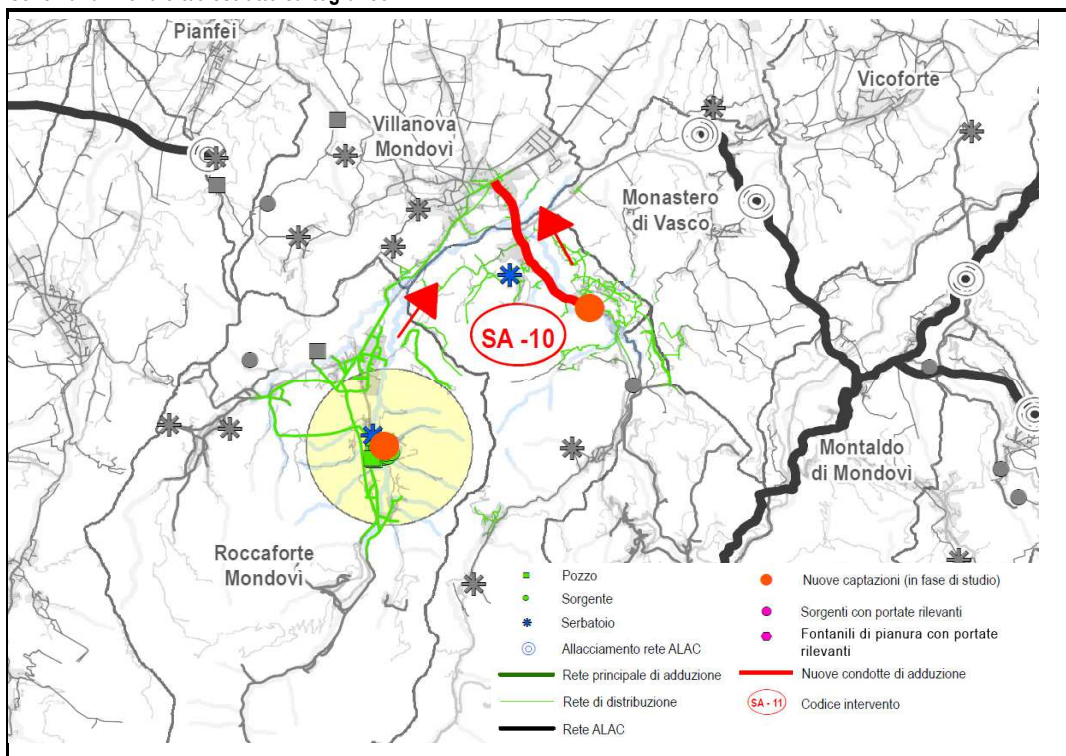 Pianfei
Vicoforte
Villanova
Mondovì
Monastero
di Vasco
SA -10
Montaldo
di Mondovì
Roccaforte
Mondovì
Pozzo
Sorgente
Serbatoio
Allacciamento rete ALAC
Rete principale di adduzione
Rete di distribuzione
Rete ALAC
Nuove captazioni (in fase di studio)
Sorgenti con portate rilevanti
Fontanili di pianura con portate
rilevanti
Nuove condotte di adduzione
SA - 11 Codice intervento